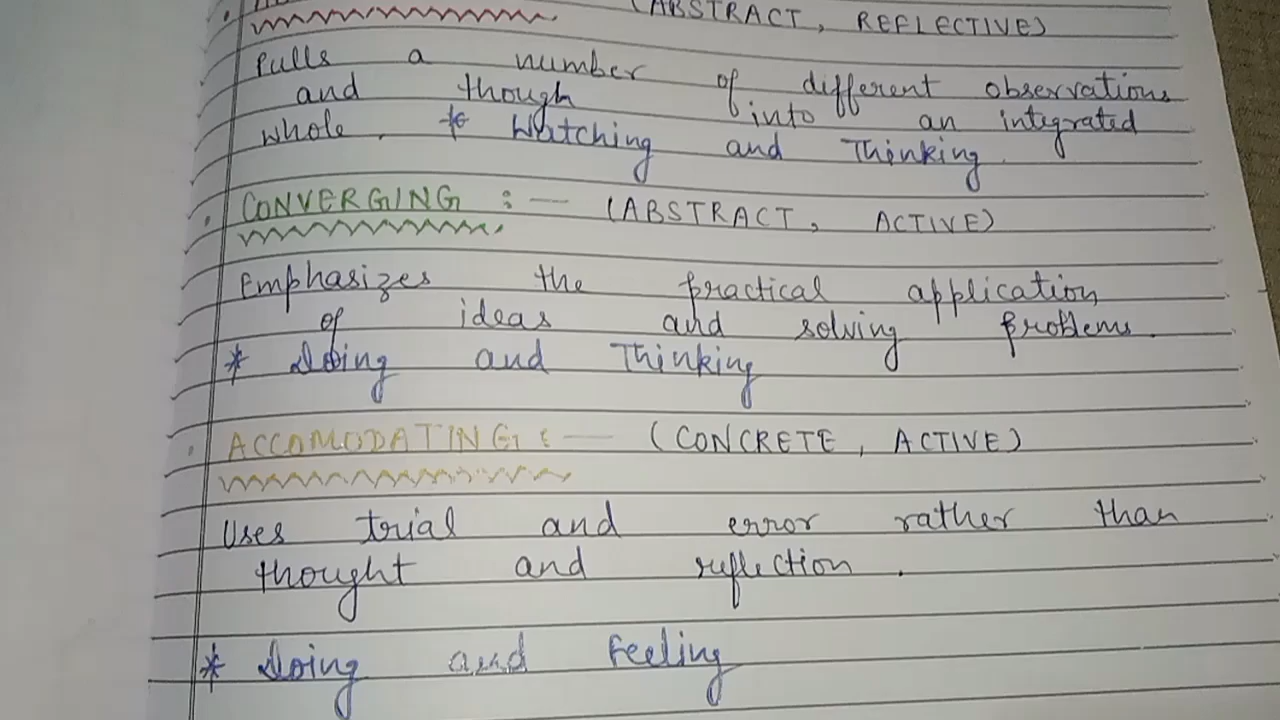 (ABSTRACT, REFLECTIVE)
Pulls a number of different observations
and though into an integrated
whole. * Watching and Thinking.
. CONVERGING :- (ABSTRACT, ACTIVE)
Emphasizes the practical application
of ideas and solving problems.
* Doing and Thinking
. ACCOMODATING :- (CONCRETE, ACTIVE)
Uses trial and error rather than
thought and reflection.
* Doing and Feeling